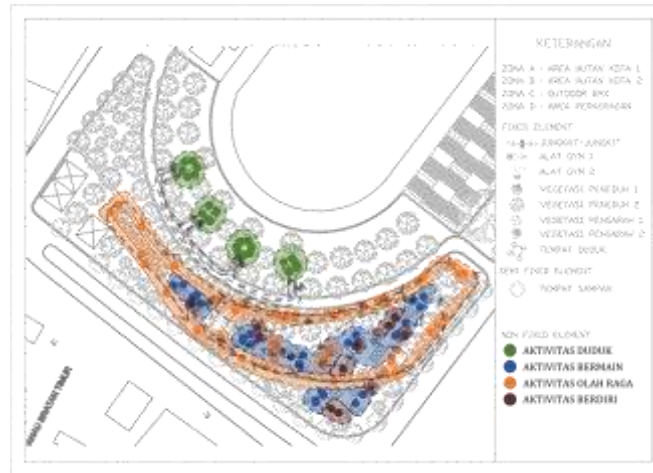 KETERANGAN
ZONA A - AREA HUTAN KOTA 1
ZONA B - AREA HUTAN KOTA 2
ZONA C - OUTDOOR BMX
ZONA D - AREA
FIXED ELEMENT
JUNGKAT-JUNGKIT
ALAT GYM 1
ALAT GYM 2
VEGETASI PENEDUH 1
VEGETASI PENEDUH 2
VEGETASI PENGARAH 1
VEGETASI PENGARAH 2
TEMPAT DUDUK
SEMI FIXED ELEMENT
TEMPAT SAMPAH
NON FIXED ELEMENT
AKTIVITAS DUDUK
AKTIVITAS BERMAIN
AKTIVITAS OLAH RAGA
AKTIVITAS BERDIRI